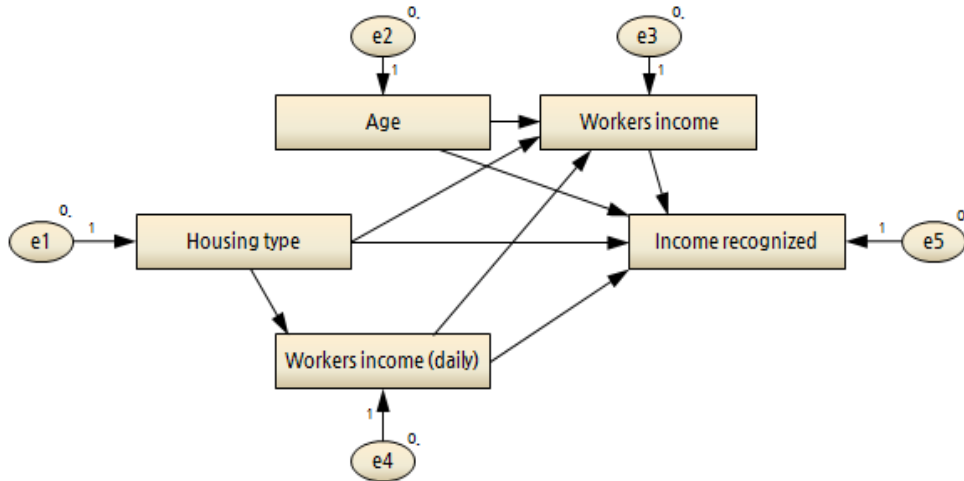 0.
e2
1
0.
e3
1
Age
Workers income
0.
e1
1
Housing type
Income recognized
1
0
e5
Workers income (daily)
1
0.
e4